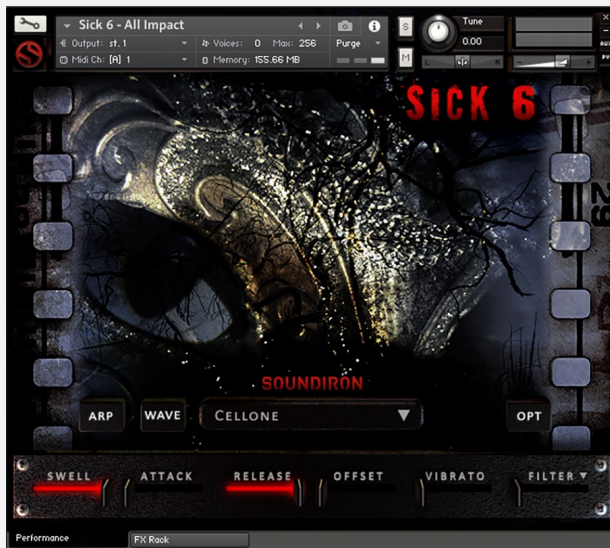 Sick 6 - All Impact
Tune
Output: st. 1
Voices: 0 Max: 256
Purge
S
0.00
Midi Ch: [A] 1
Memory: 155.66 MB
M
L
R
AUX
PV
SiCK 6
SOUNDIRON
ARP
WAVE
CELLONE
OPT
SWELL
ATTACK
RELEASE
OFFSET
VIBRATO
FILTER
Performance
FX Rack